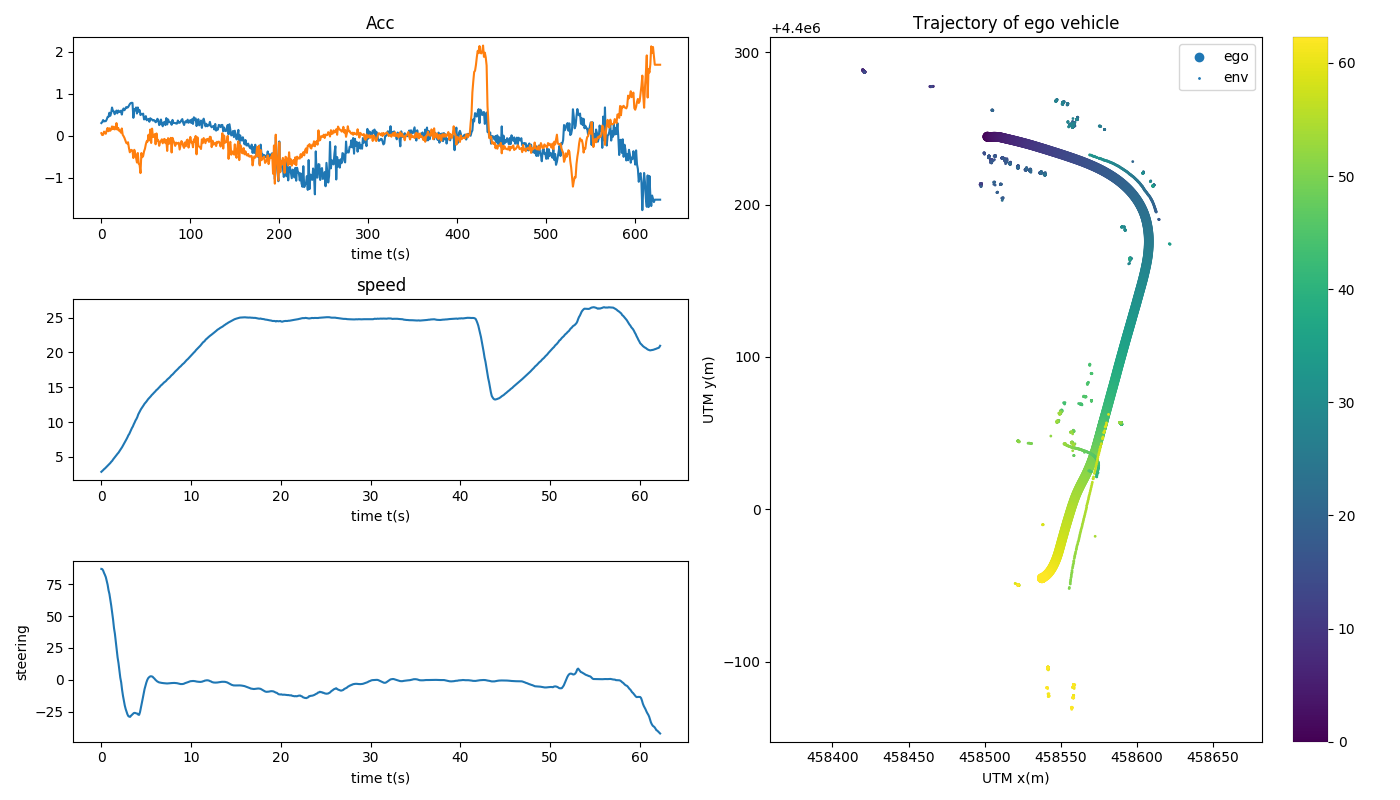 Acc
2
1
0
−1
0 100 200 300 400 500 600
time t(s)
speed
25
20
15
10
5
0 10 20 30 40 50 60
time t(s)
steering
75
50
25
0
−25
0 10 20 30 40 50 60
time t(s)
Trajectory of ego vehicle
+4.4e6
ego
env
UTM y(m)
300
200
100
0
−100
458400 458450 458500 458550 458600 458650
UTM x(m)
60
50
40
30
20
10
0